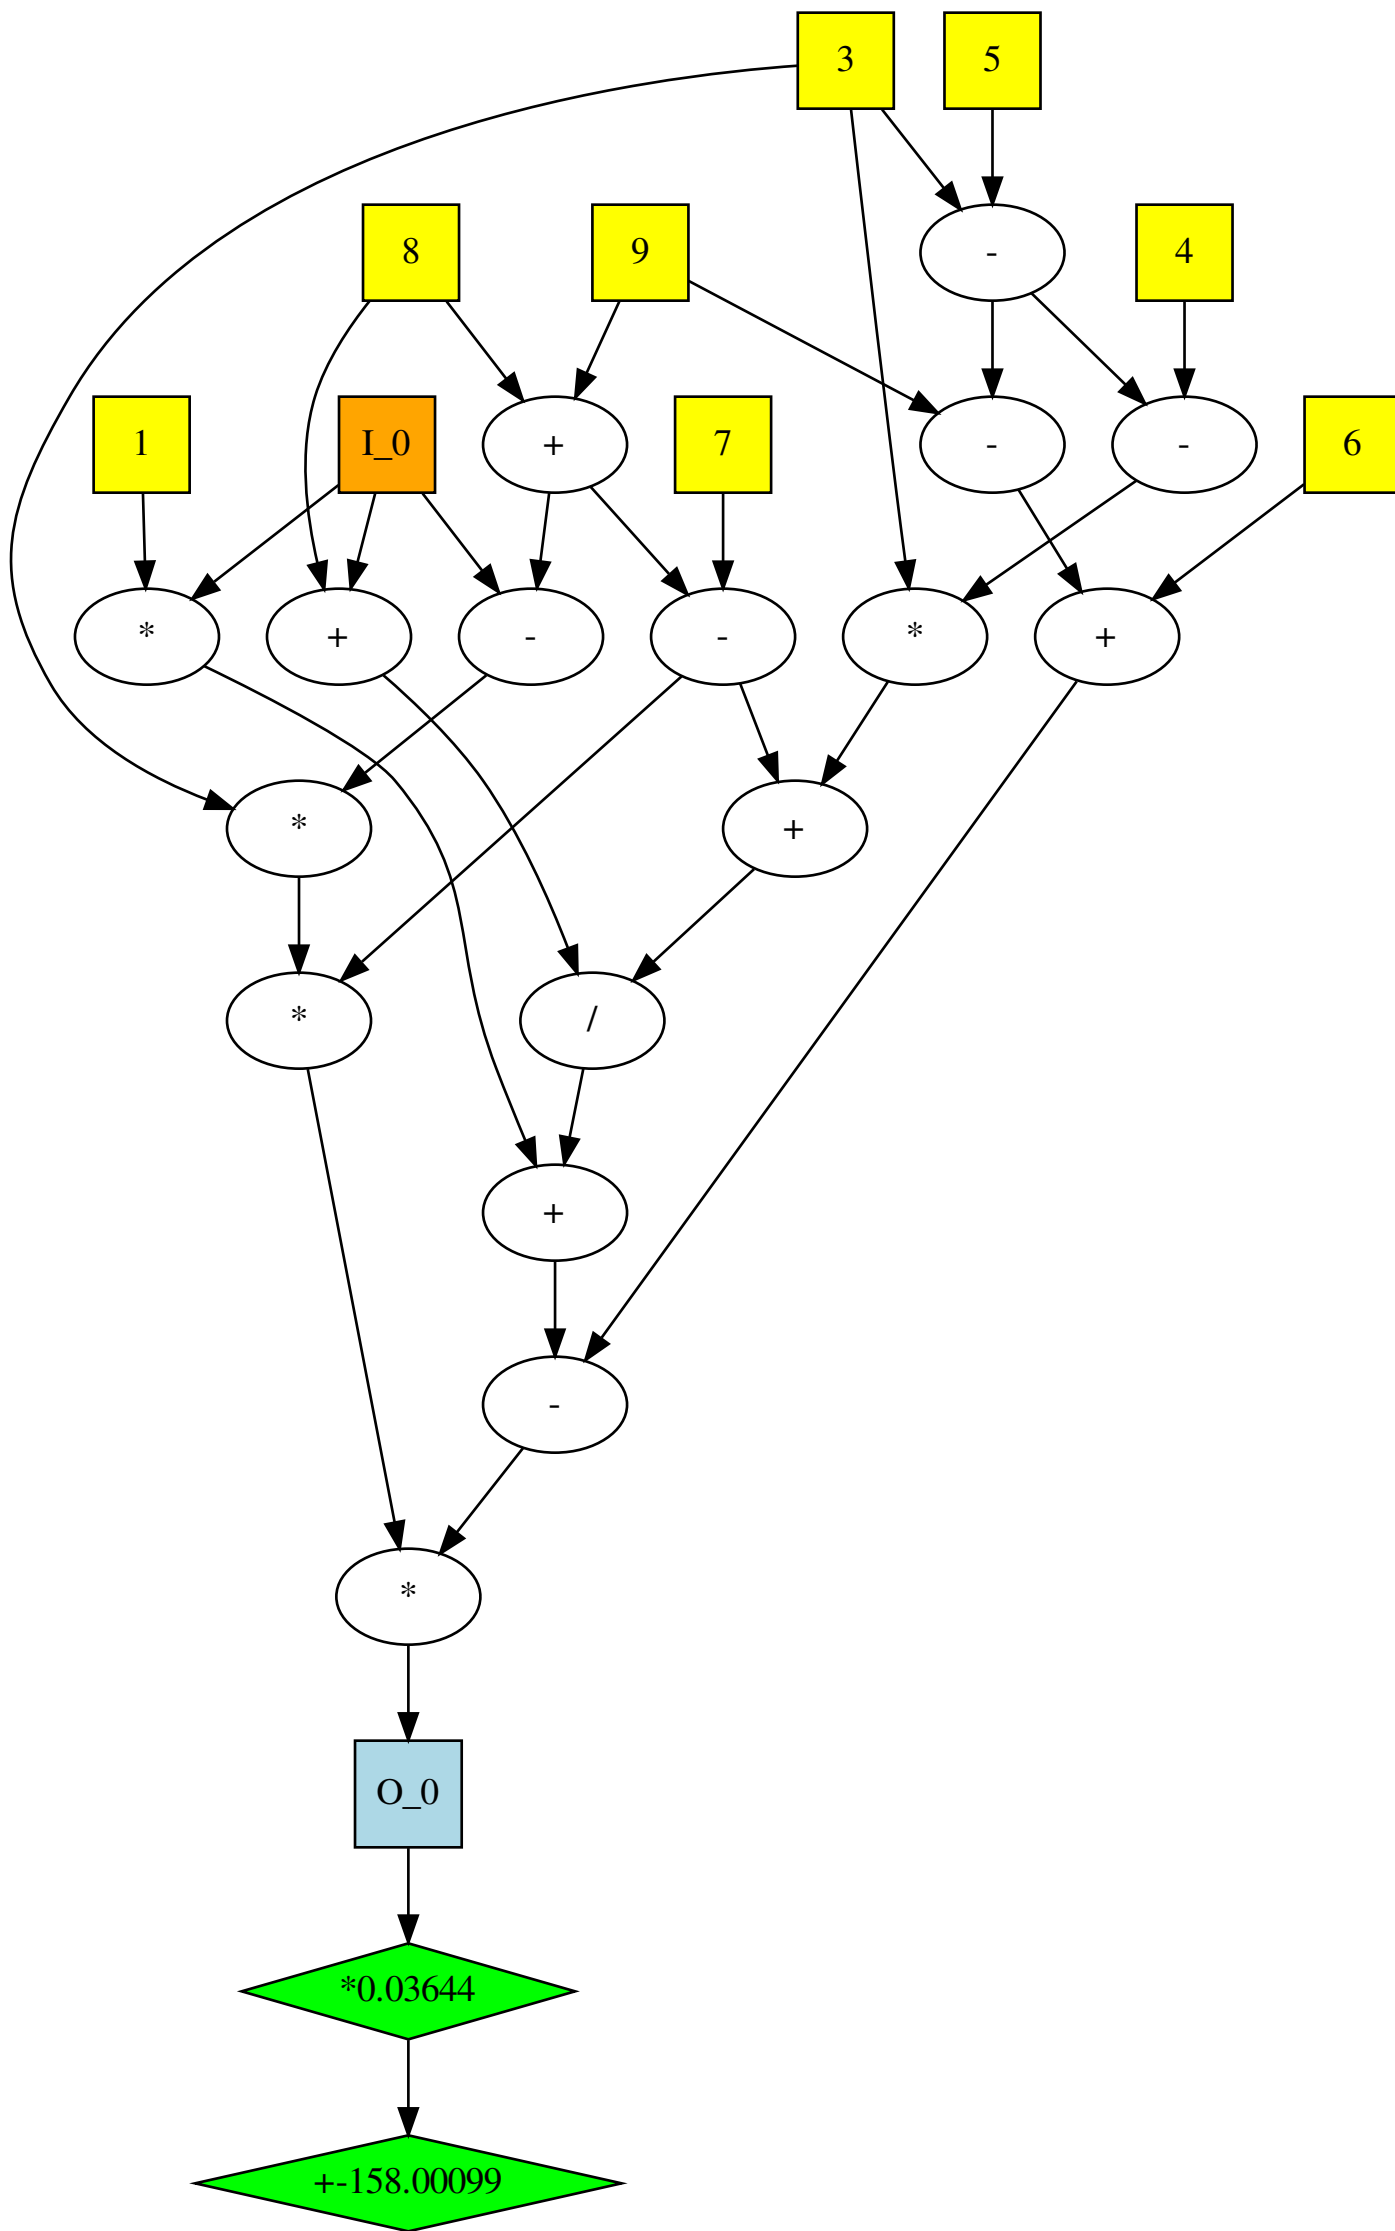 3 5
8 9 - 4
1 I_0 + 7 - - 6
* + - - * +
* +
* /
+
-
*
O_0
*0.03644
+-158.00099